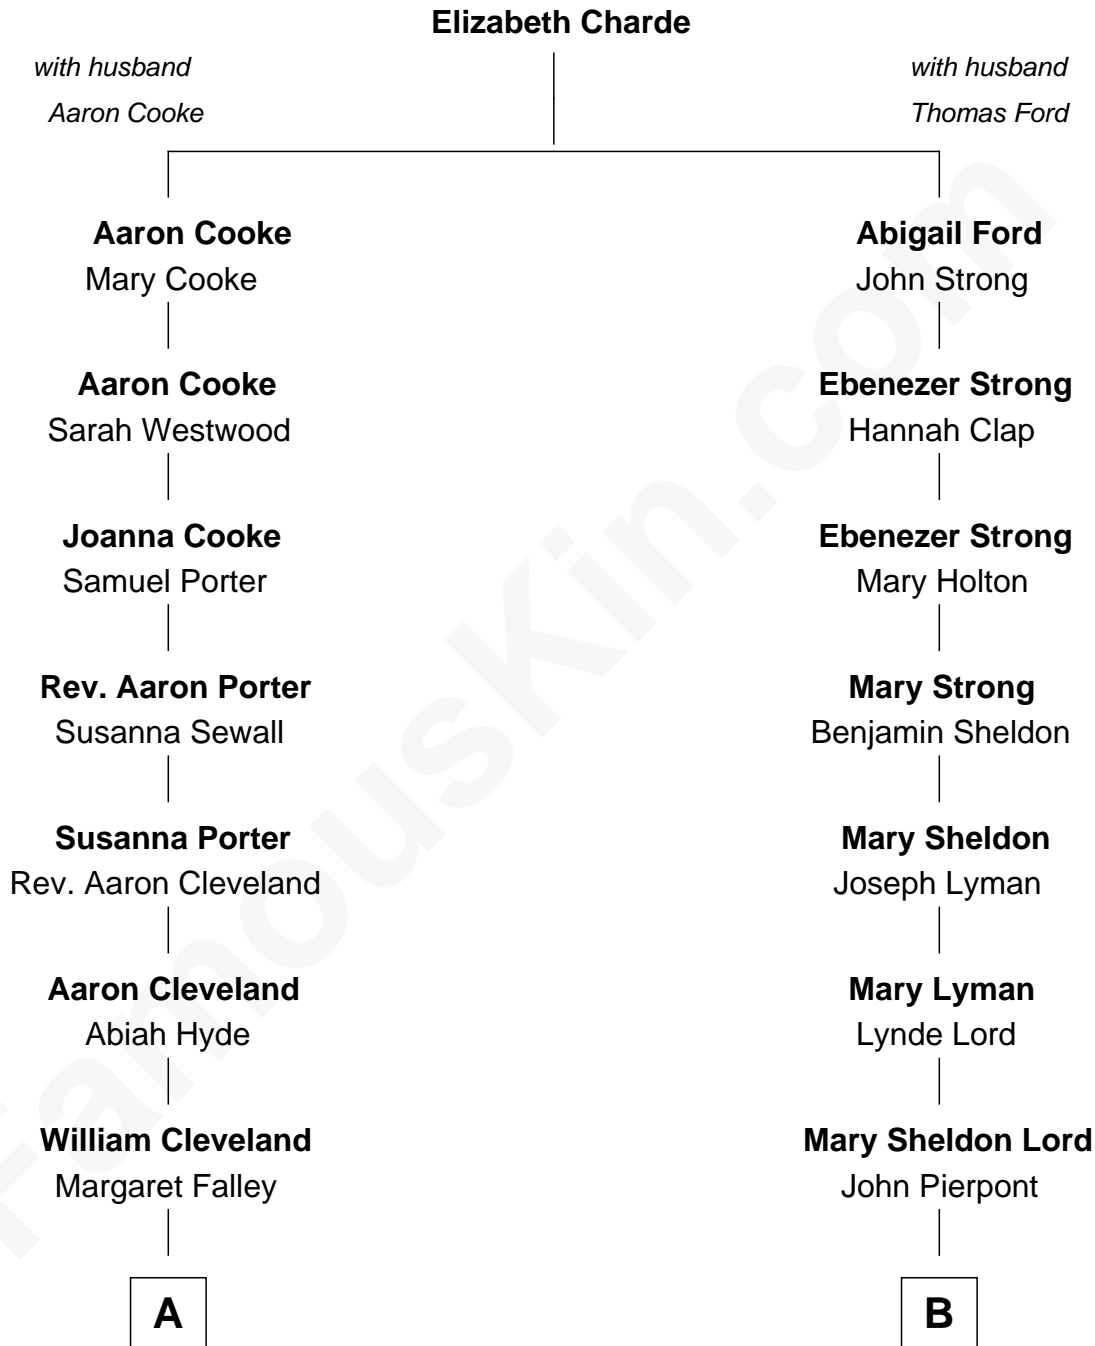 Elizabeth Charde
with husband
Aaron Cooke
with husband
Thomas Ford
Aaron Cooke
Mary Cooke
Abigail Ford
John Strong
Aaron Cooke
Sarah Westwood
Ebenezer Strong
Hannah Clap
Joanna Cooke
Samuel Porter
Ebenezer Strong
Mary Holton
Rev. Aaron Porter
Susanna Sewall
Mary Strong
Benjamin Sheldon
Susanna Porter
Rev. Aaron Cleveland
Mary Sheldon
Joseph Lyman
Aaron Cleveland
Abiah Hyde
Mary Lyman
Lynde Lord
William Cleveland
Margaret Falley
Mary Sheldon Lord
John Pierpont
A
B
FamousKin.com